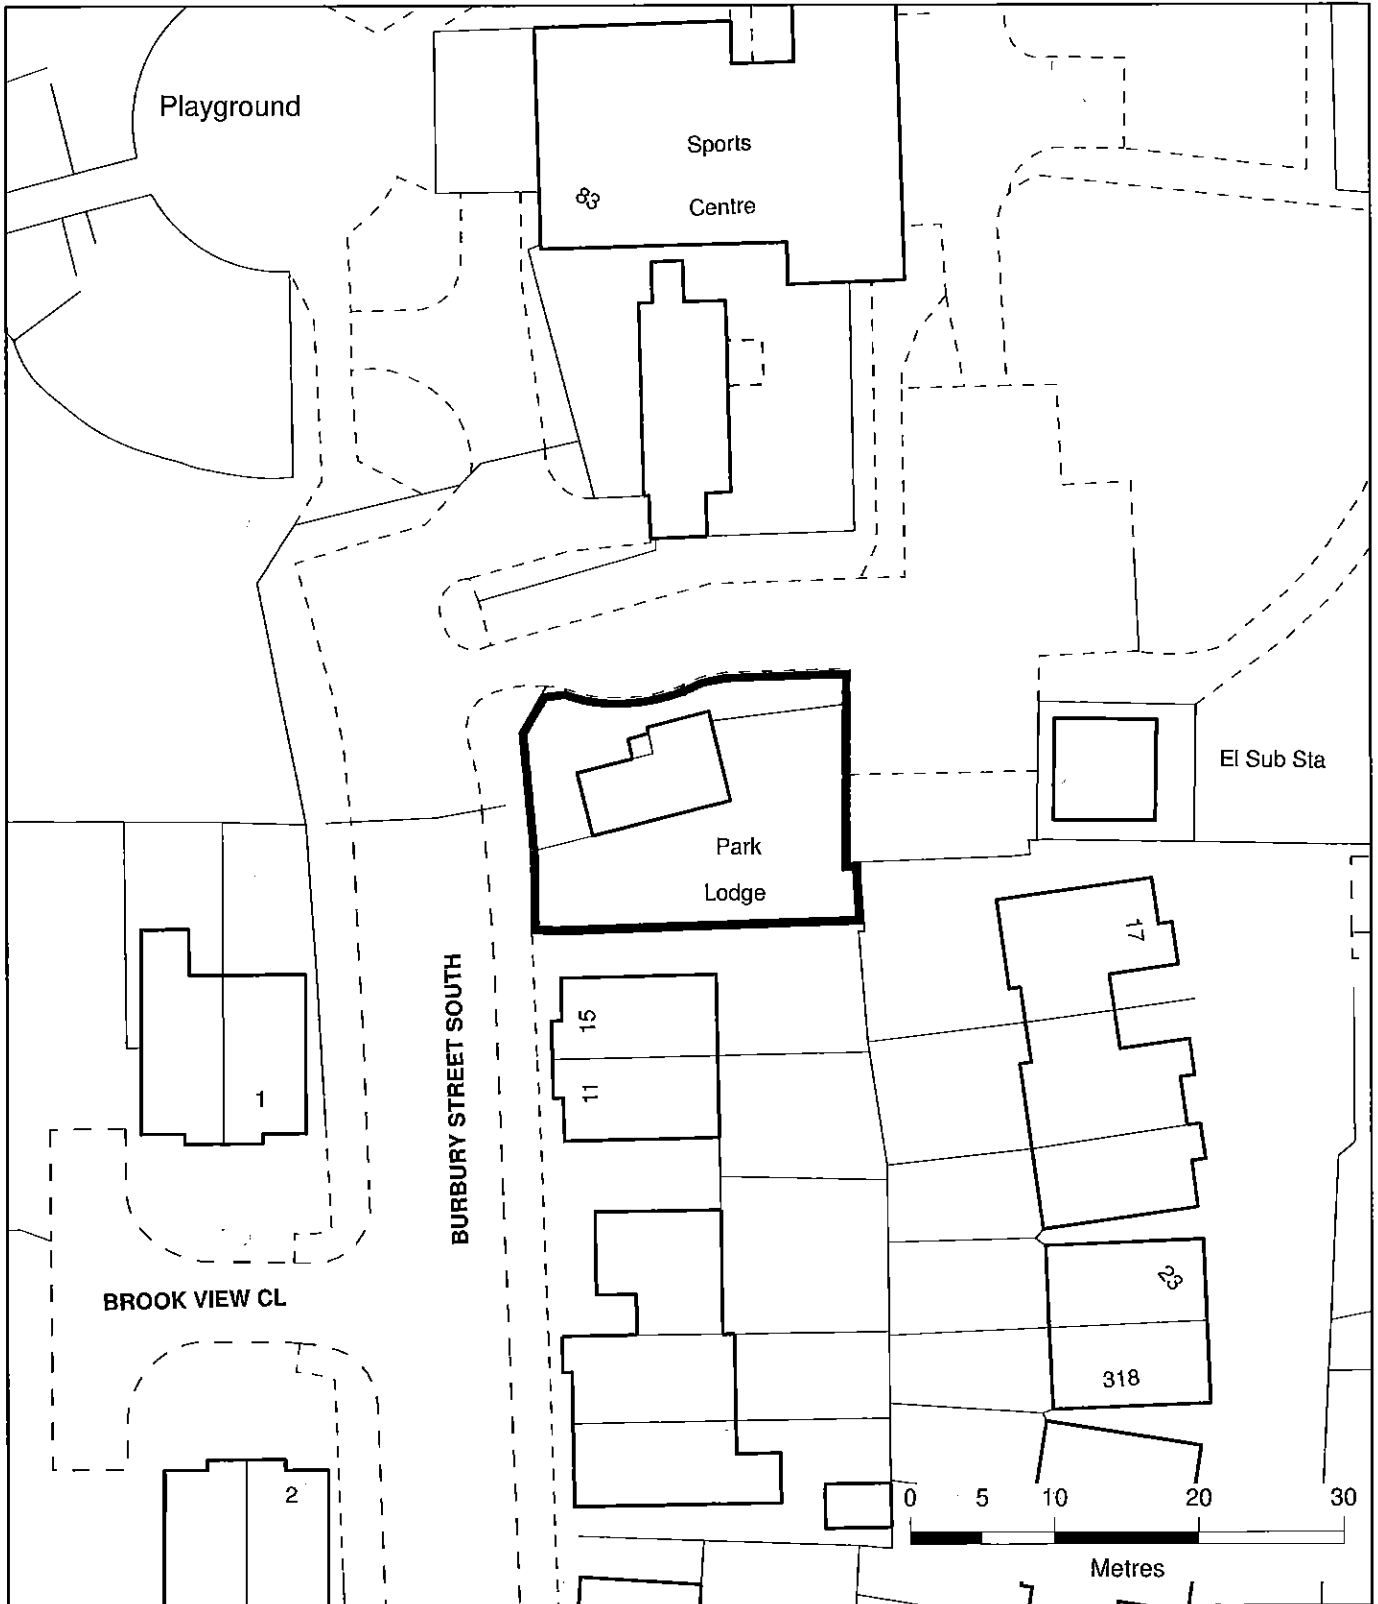 Playground
Sports
83
Centre
El Sub Sta
Park
Lodge
17
15
11
1
BURBURY STREET SOUTH
23
BROOK VIEW CL
318
2
0 5 10 20 30
Metres